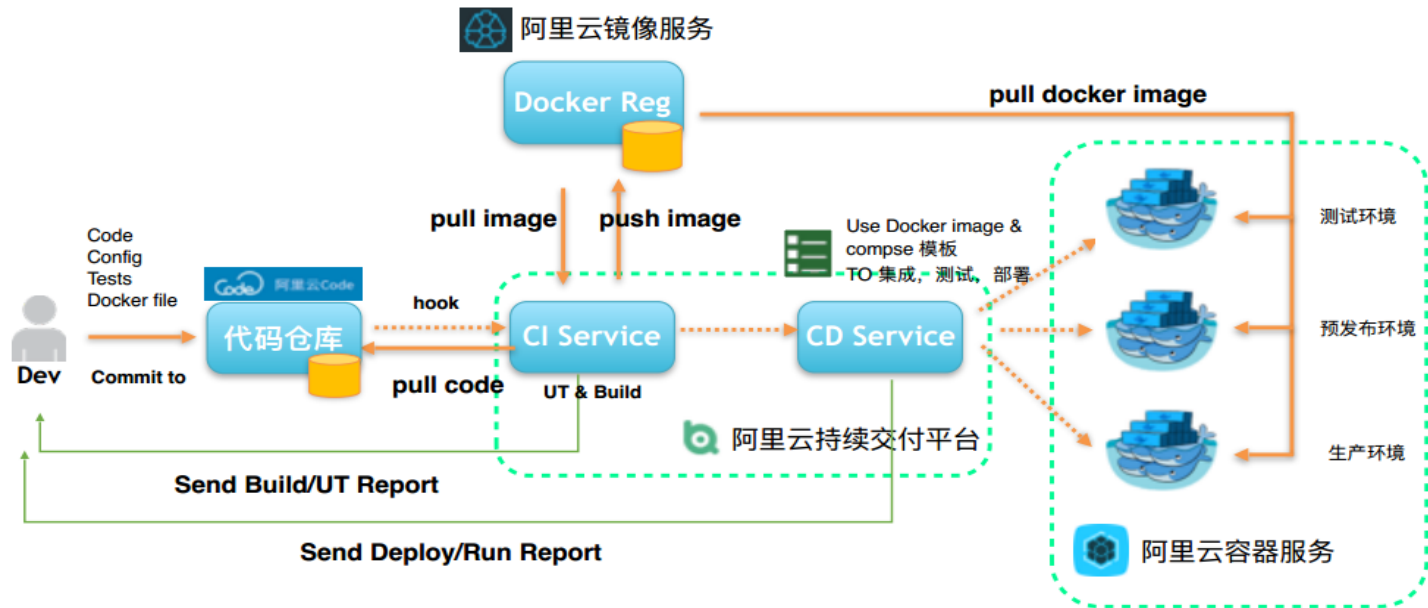 阿里云镜像服务
Docker Reg
pull docker image
pull image
push image
Use Docker image &
compse 模板
TO 集成，测试，部署
Code
Config
Tests
Docker file
Code 阿里云Code
hook
代码仓库
CI Service
CD Service
Dev
Commit to
pull code
UT & Build
阿里云持续交付平台
测试环境
预发布环境
生产环境
Send Build/UT Report
Send Deploy/Run Report
阿里云容器服务